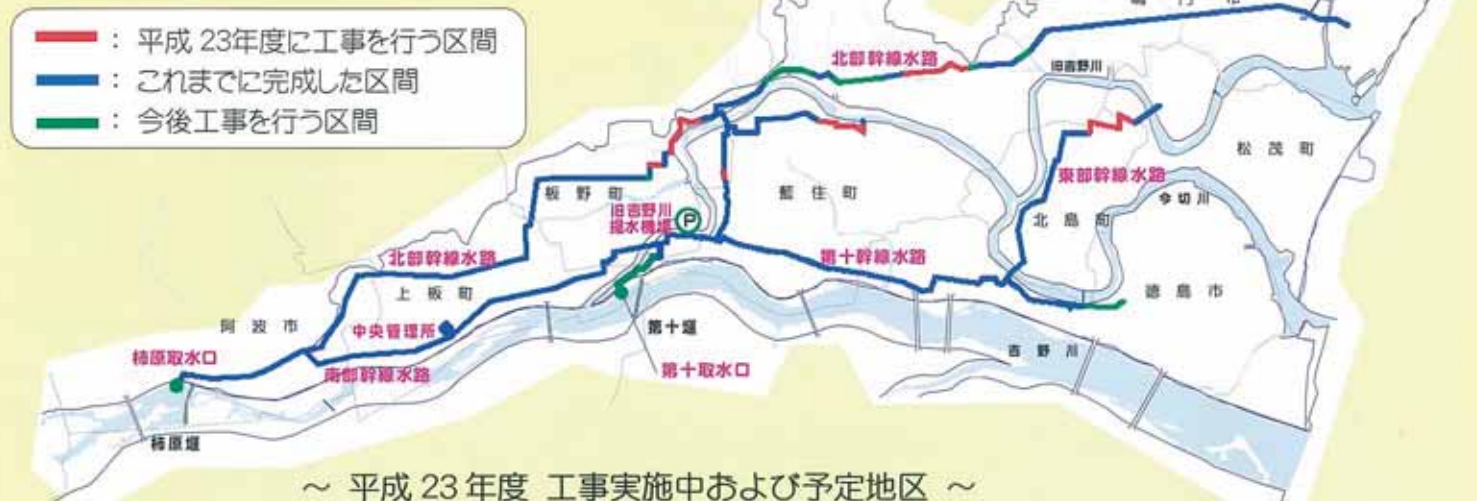 ： 平成 23年度に工事を行う区間
： これまでに完成した区間
： 今後工事を行う区間
北部幹線水路
旧吉野川
松 茂 町
東部幹線水路
今切川
板 野 町
藍 住 町
北 島 町
旧吉野川
揚水機場
P
北部幹線水路
第十幹線水路
上 板 町
徳 島 市
阿 波 市
中央管理所
第十堰
吉 野 川
柿原取水口
南部幹線水路
第十取水口
柿原堰
～ 平成 23 年度 工事実施中および予定地区 ～